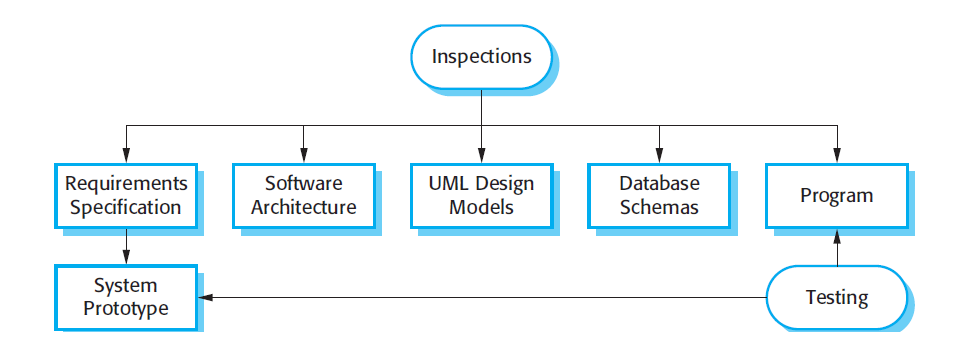 Inspections
Requirements
Specification
Software
Architecture
UML Design
Models
Database
Schemas
Program
System
Prototype
Testing